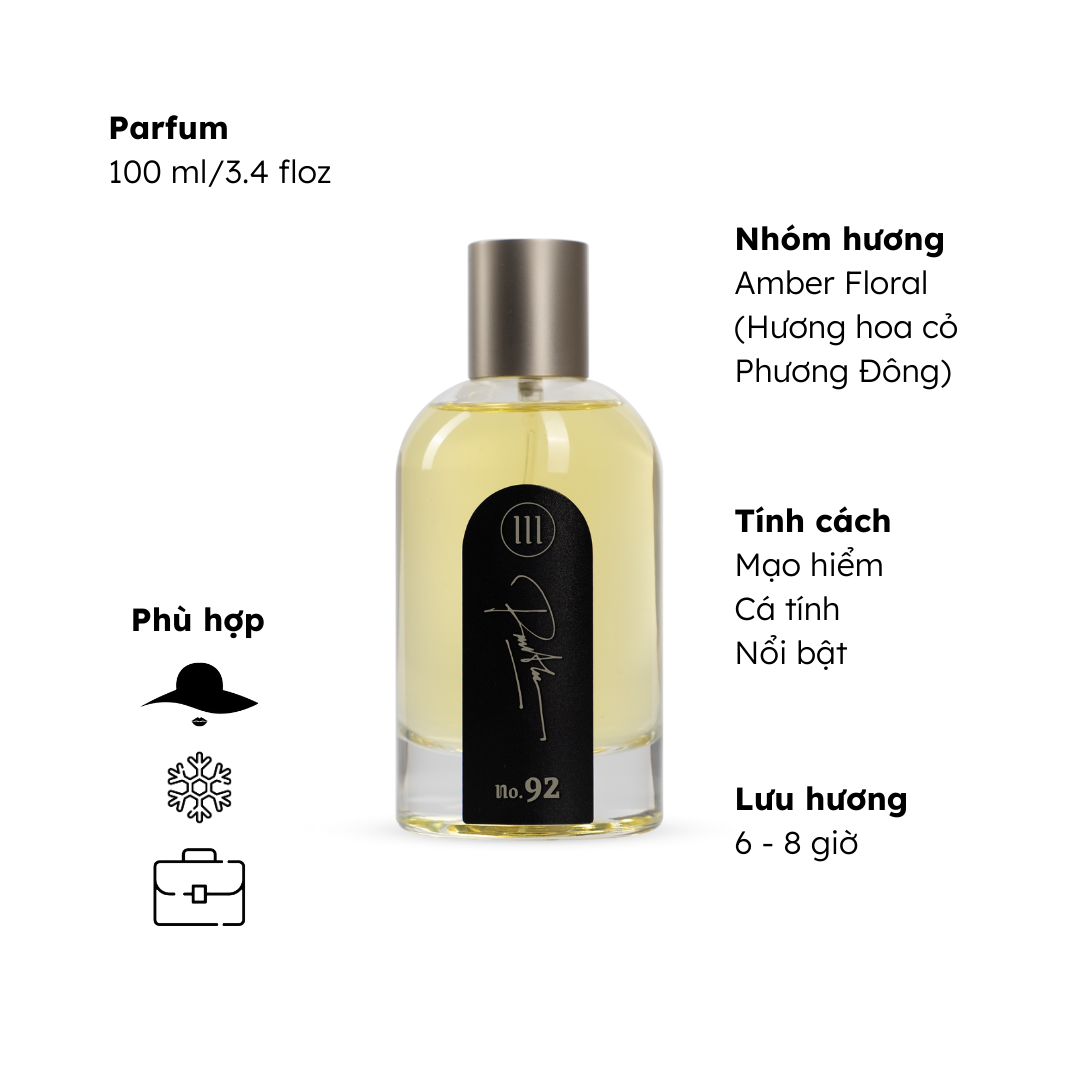 Parfum
100 ml/3.4 floz
Nhóm hương
Amber Floral
(Hương hoa cỏ
Phương Đông)
Tính cách
Mạo hiểm
Cá tính
Nổi bật
Phù hợp
Lưu hương
6 - 8 giờ
No.92